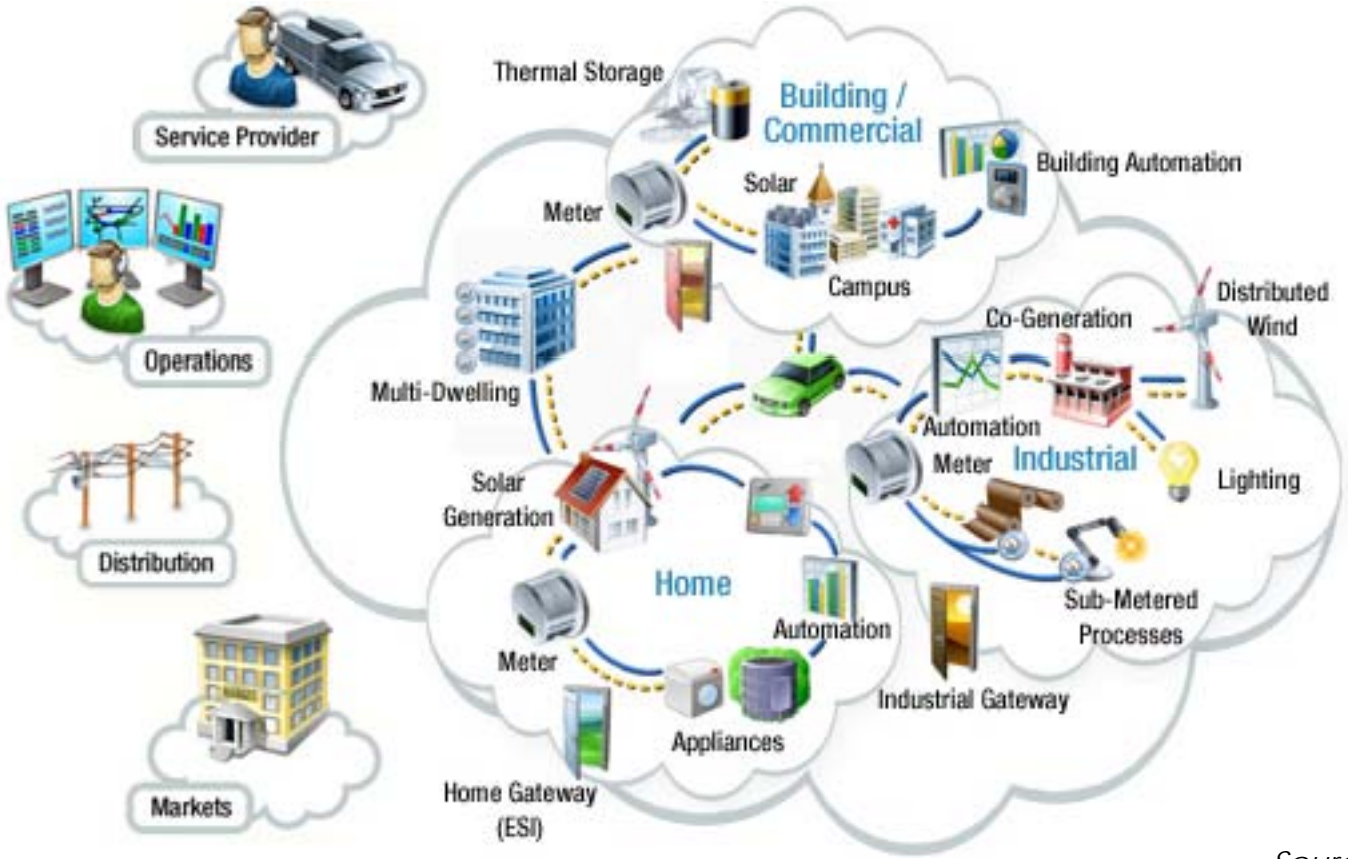 Service Provider
Operations
Distribution
Markets
Thermal Storage
Building /
Commercial
Building Automation
Meter
Solar
Campus
Multi-Dwelling
Co-Generation
Distributed
Wind
Automation
Meter
Industrial
Lighting
Sub-Metered
Processes
Industrial Gateway
Solar
Generation
Home
Automation
Meter
Appliances
Home Gateway
(ESI)